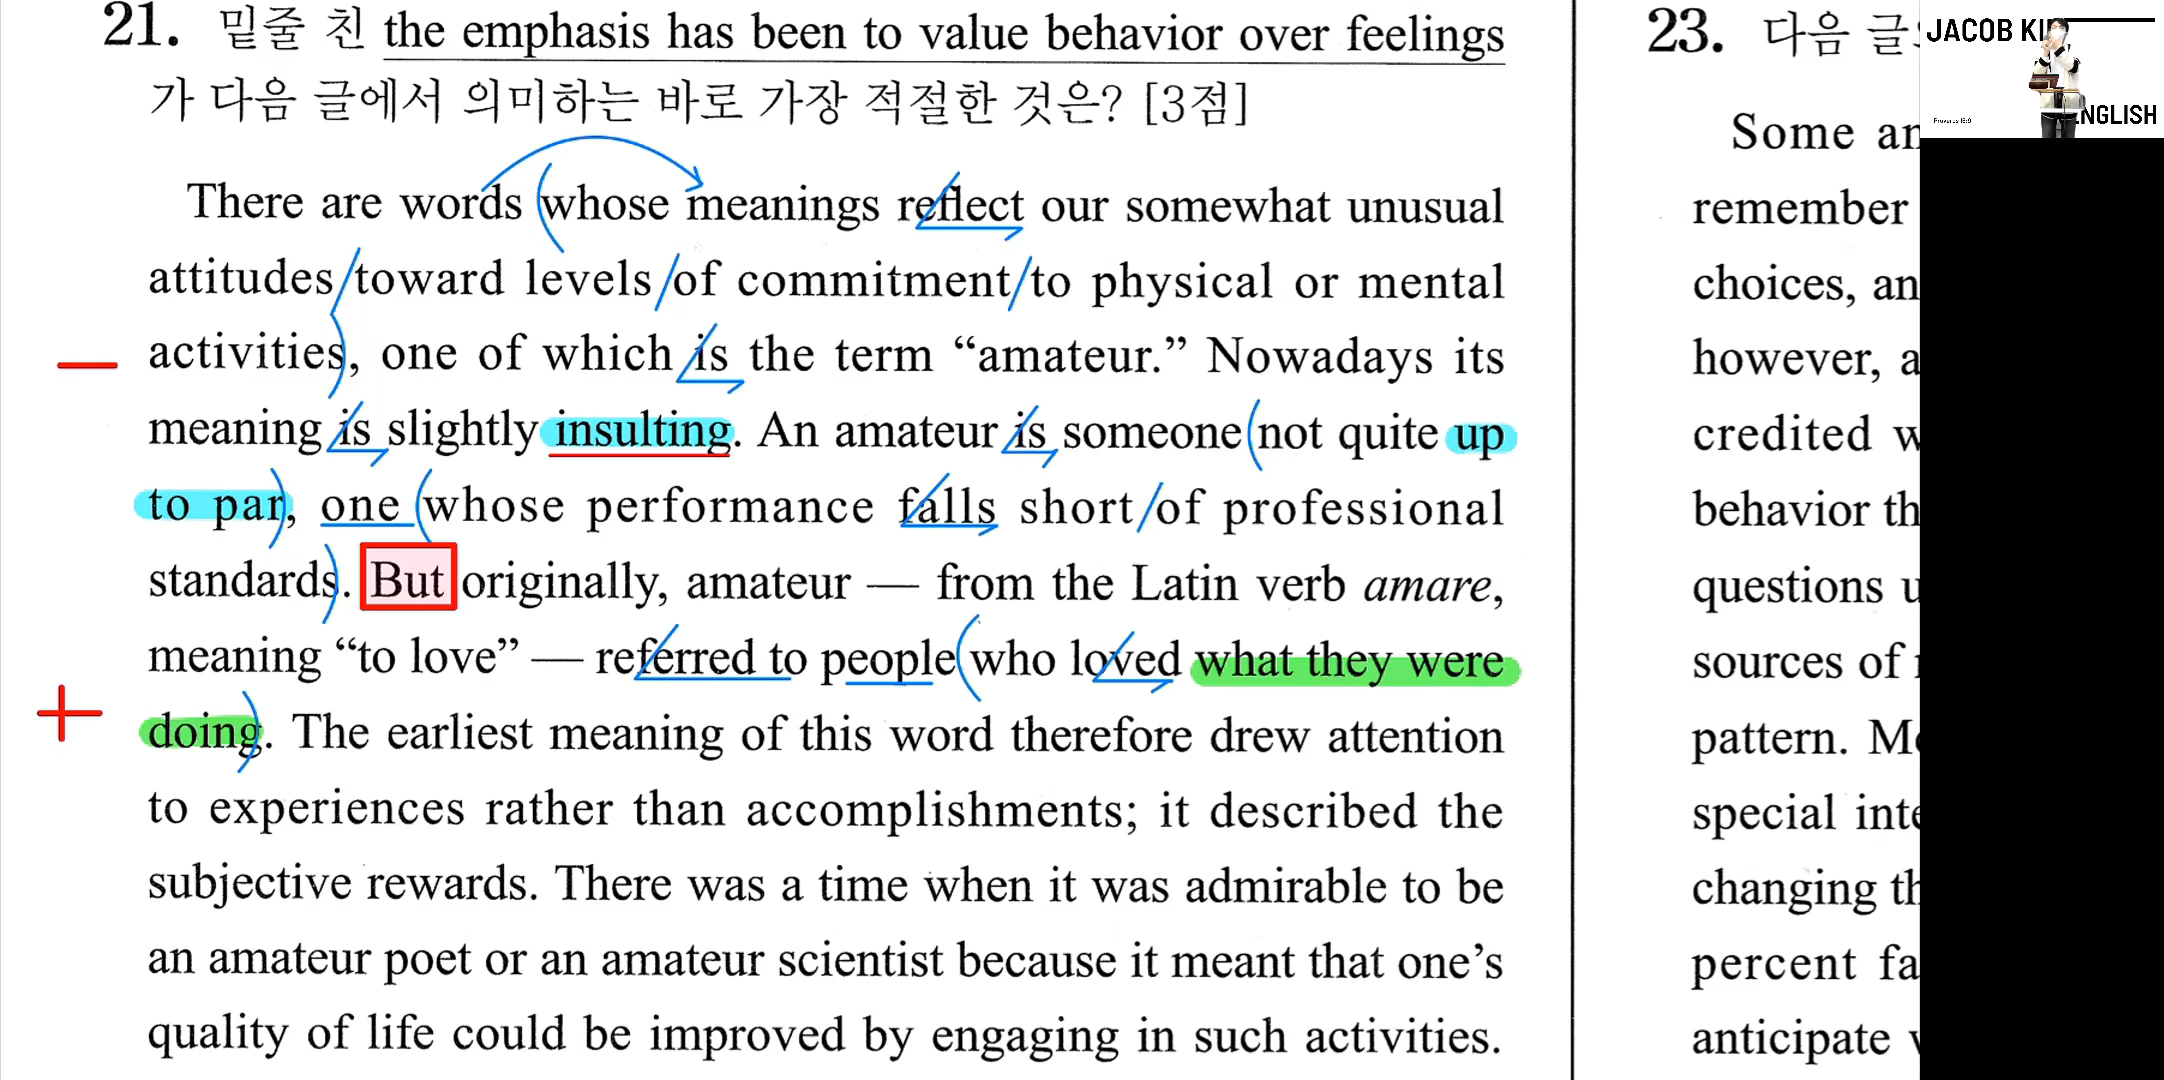 21. 밑줄 친 the emphasis has been to value behavior over feelings
가 다음 글에서 의미하는 바로 가장 적절한 것은? [3점]
There are words whose meanings reflect our somewhat unusual
attitudes toward levels of commitment to physical or mental
activities, one of which is the term “amateur.” Nowadays its
meaning is slightly insulting. An amateur is someone not quite up
to par, one whose performance falls short of professional
standards. But originally, amateur — from the Latin verb amare,
meaning “to love” — referred to people who loved what they were
doing. The earliest meaning of this word therefore drew attention
to experiences rather than accomplishments; it described the
subjective rewards. There was a time when it was admirable to be
an amateur poet or an amateur scientist because it meant that one’s
quality of life could be improved by engaging in such activities.
23. 다음 글
Some
remember
choices,
however,
credited
behavior
questions
sources of
pattern.
special
changing
percent
anticipate
JACOB
ENGLISH